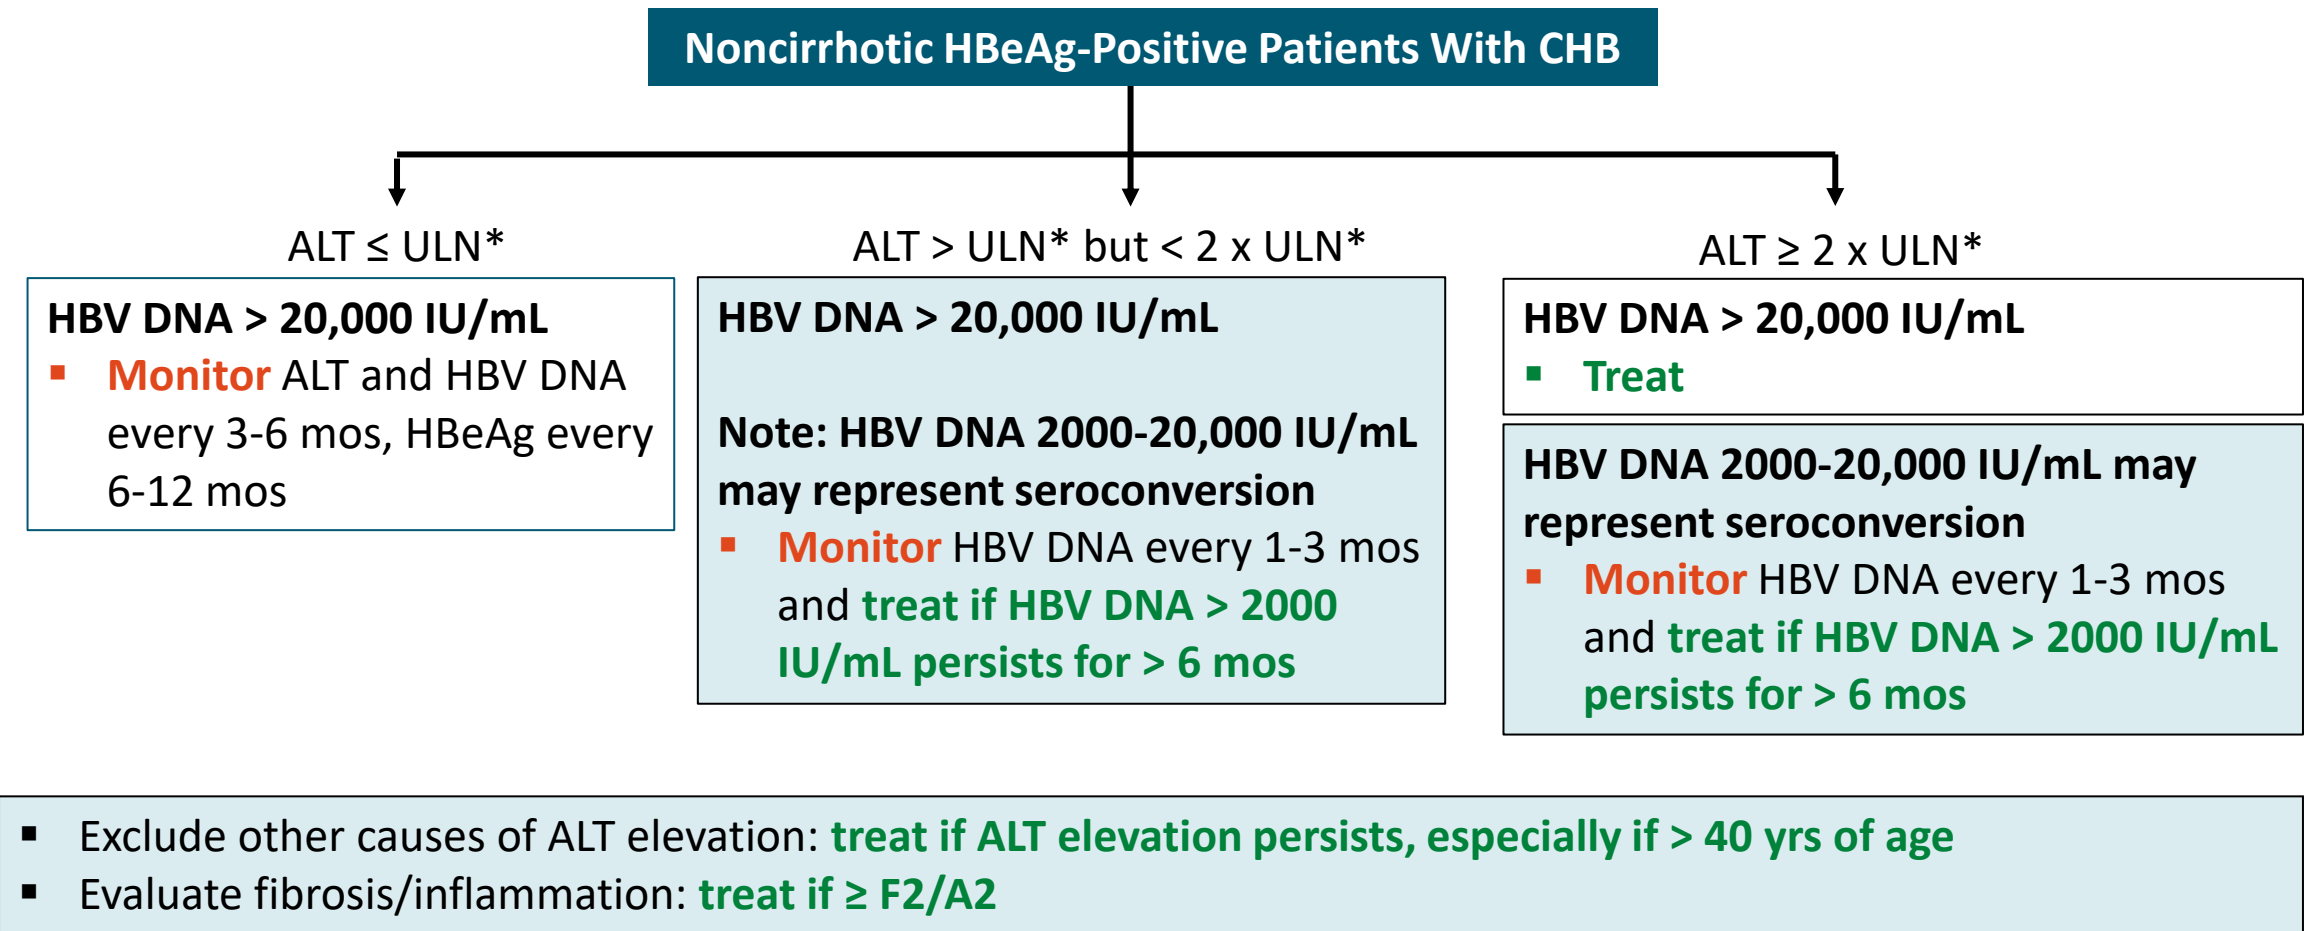 Noncirrhotic HBeAg-Positive Patients With CHB
ALT ≤ ULN*
HBV DNA > 20,000 IU/mL
▪ Monitor ALT and HBV DNA
every 3-6 mos, HBeAg every
6-12 mos
ALT > ULN* but < 2 x ULN*
HBV DNA > 20,000 IU/mL
Note: HBV DNA 2000-20,000 IU/mL
may represent seroconversion
▪ Monitor HBV DNA every 1-3 mos
and treat if HBV DNA > 2000
IU/mL persists for > 6 mos
ALT ≥ 2 x ULN*
HBV DNA > 20,000 IU/mL
▪ Treat
HBV DNA 2000-20,000 IU/mL may
represent seroconversion
▪ Monitor HBV DNA every 1-3 mos
and treat if HBV DNA > 2000 IU/mL
persists for > 6 mos
▪ Exclude other causes of ALT elevation: treat if ALT elevation persists, especially if > 40 yrs of age
▪ Evaluate fibrosis/inflammation: treat if ≥ F2/A2